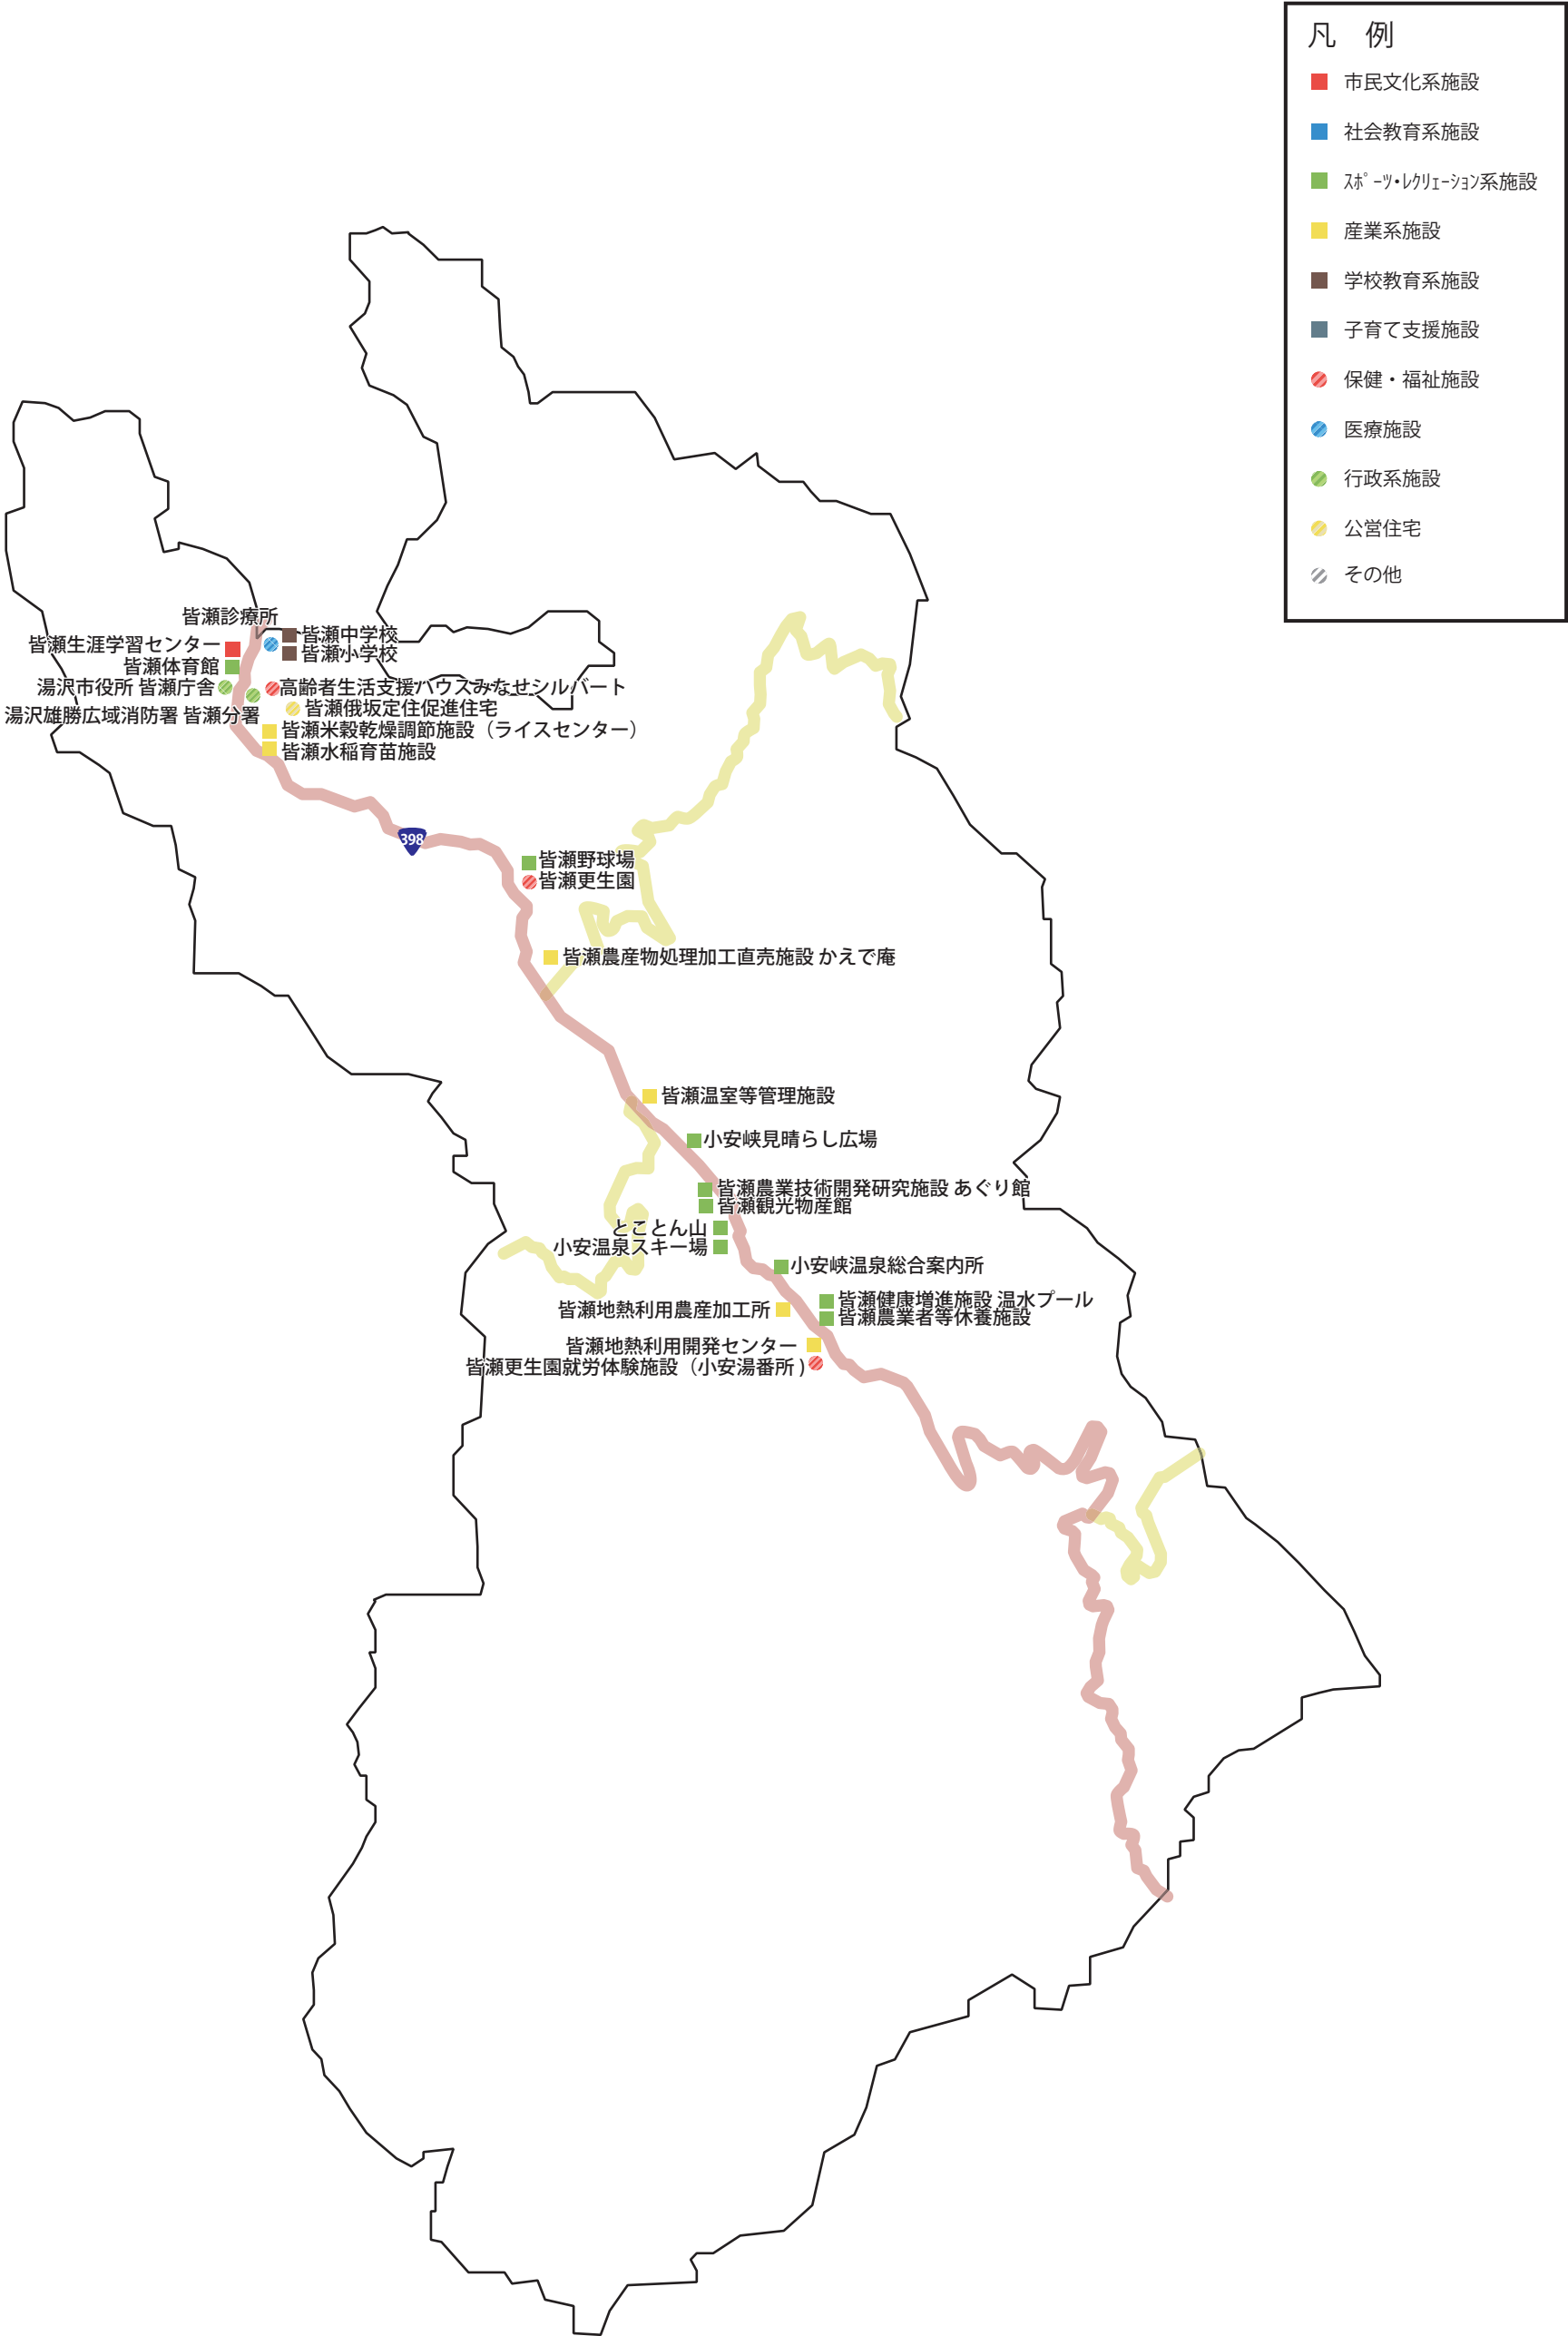 凡　例
市民文化系施設
社会教育系施設
ｽﾎﾟｰﾂ･ﾚｸﾘｪｰｼｮﾝ系施設
産業系施設
学校教育系施設
子育て支援施設
保健・福祉施設
医療施設
行政系施設
公営住宅
その他
皆瀬診療所
皆瀬中学校
皆瀬生涯学習センター
皆瀬小学校
皆瀬体育館
湯沢市役所 皆瀬庁舎
高齢者生活支援ハウスみなせシルバート
皆瀬俄坂定住促進住宅
湯沢雄勝広域消防署 皆瀬分署
皆瀬米穀乾燥調節施設（ライスセンター）
皆瀬水稲育苗施設
398
皆瀬野球場
皆瀬更生園
皆瀬農産物処理加工直売施設 かえで庵
皆瀬温室等管理施設
小安峡見晴らし広場
皆瀬農業技術開発研究施設 あぐり館
皆瀬観光物産館
とことん山
小安温泉スキー場
小安峡温泉総合案内所
皆瀬健康増進施設 温水プール
皆瀬地熱利用農産加工所
皆瀬農業者等休養施設
皆瀬地熱利用開発センター
皆瀬更生園就労体験施設（小安湯番所 )